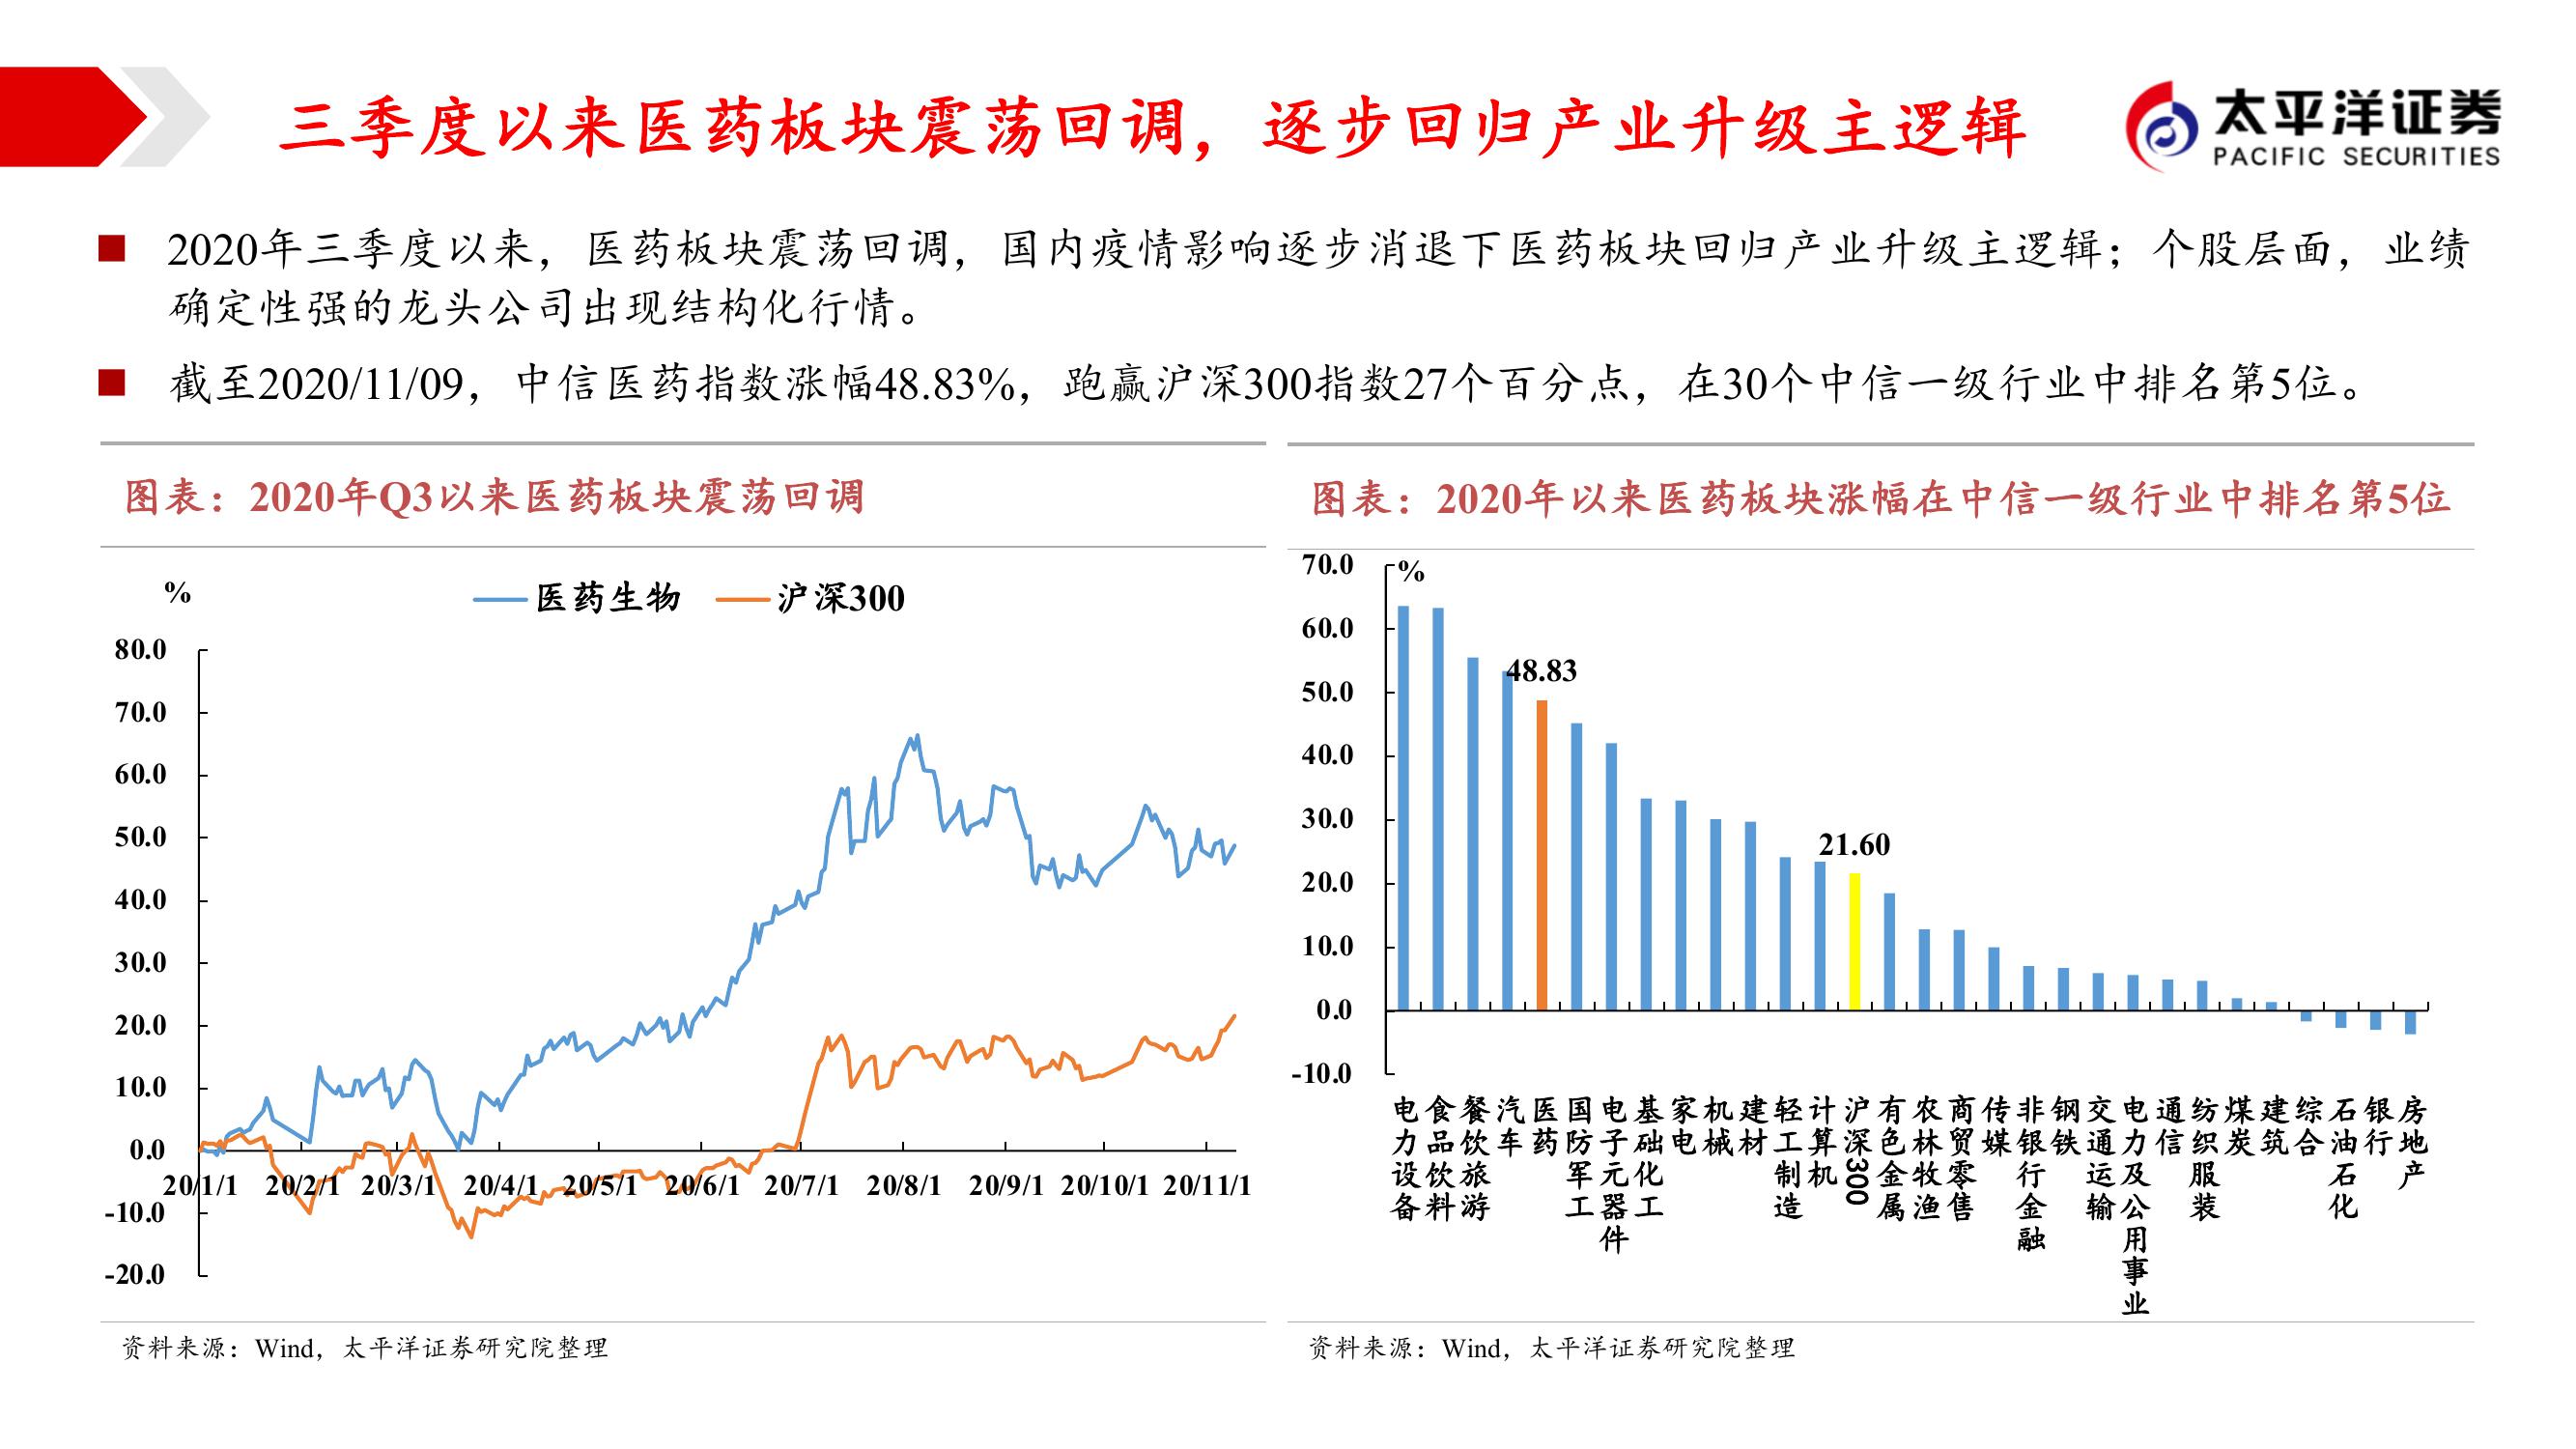 三季度以来医药板块震荡回调，逐步回归产业升级主逻辑
太平洋证券
PACIFIC SECURITIES
2020年三季度以来，医药板块震荡回调，国内疫情影响逐步消退下医药板块回归产业升级主逻辑；个股层面，业绩
确定性强的龙头公司出现结构化行情。
截至2020/11/09，中信医药指数涨幅48.83%，跑赢沪深300指数27个百分点，在30个中信一级行业中排名第5位。
图表：2020年Q3以来医药板块震荡回调
%
医药生物
沪深300
80.0
70.0
60.0
50.0
40.0
30.0
20.0
10.0
0.0
-10.0
-20.0
20/1/1
20/2/1
20/3/1
20/4/1
20/5/1
20/6/1
20/7/1
20/8/1
20/9/1
20/10/1
20/11/1
资料来源：Wind，太平洋证券研究院整理
图表：2020年以来医药板块涨幅在中信一级行业中排名第5位
%
70.0
60.0
50.0
40.0
30.0
20.0
10.0
0.0
-10.0
48.83
21.60
电力设备
食品饮料
餐饮旅游
汽车
医药
国防军工
电子元器件
基础化工
家电
机械
建材
轻工制造
计算机
沪深300
有色金属
农林牧渔
商贸零售
传媒
非银行金融
钢铁
交通运输
电力及公用事业
通信
纺织服装
煤炭
建筑
综合
石油石化
银行
房地产
资料来源：Wind，太平洋证券研究院整理